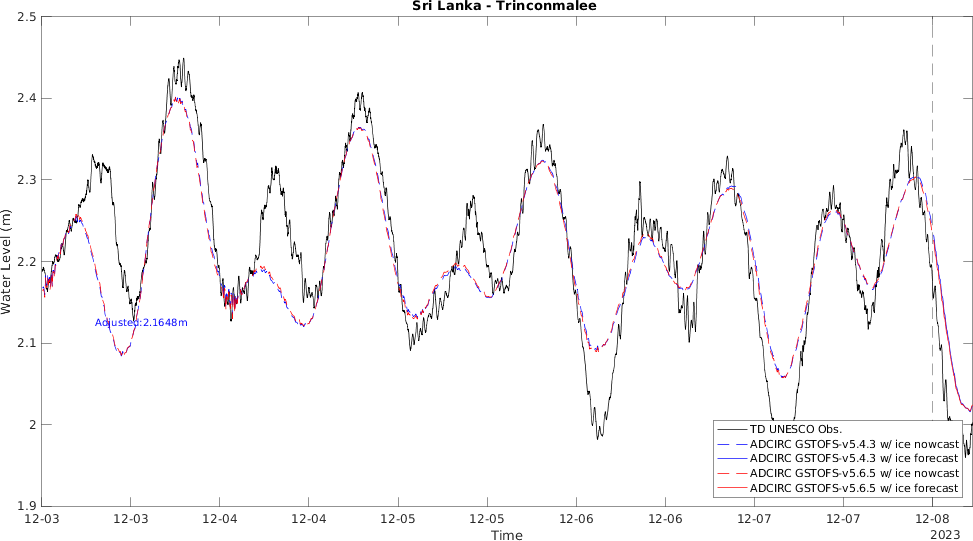 Sri Lanka - Trinconmalee
2.5
2.4
2.3
2.2
2.1
2
1.9
Water Level (m)
Adjusted:2.1648m
TD UNESCO Obs.
ADCIRC GSTOFS-v5.4.3 w/ ice nowcast
ADCIRC GSTOFS-v5.4.3 w/ ice forecast
ADCIRC GSTOFS-v5.6.5 w/ ice nowcast
ADCIRC GSTOFS-v5.6.5 w/ ice forecast
12-03 12-03 12-04 12-04 12-05 12-05 12-06 12-06 12-07 12-07 12-08
2023
Time